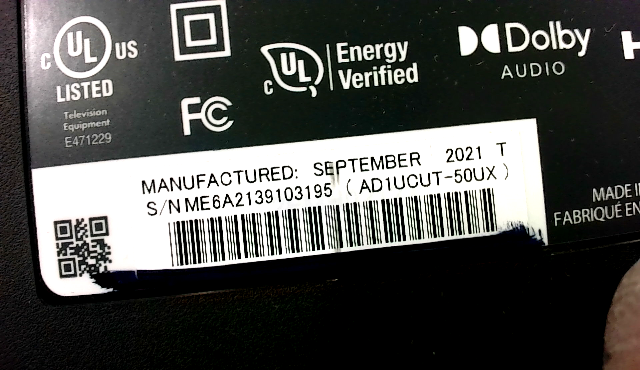 c UL US
LISTED
Television
Equipment
E471229
FC
c UL Energy
Verified
Dolby
AUDIO
H
MANUFACTURED: SEPTEMBER 2021 T
S/N ME6A2139103195 ( AD1UCUT-50UX )
MADE I
FABRIQUÉ EN